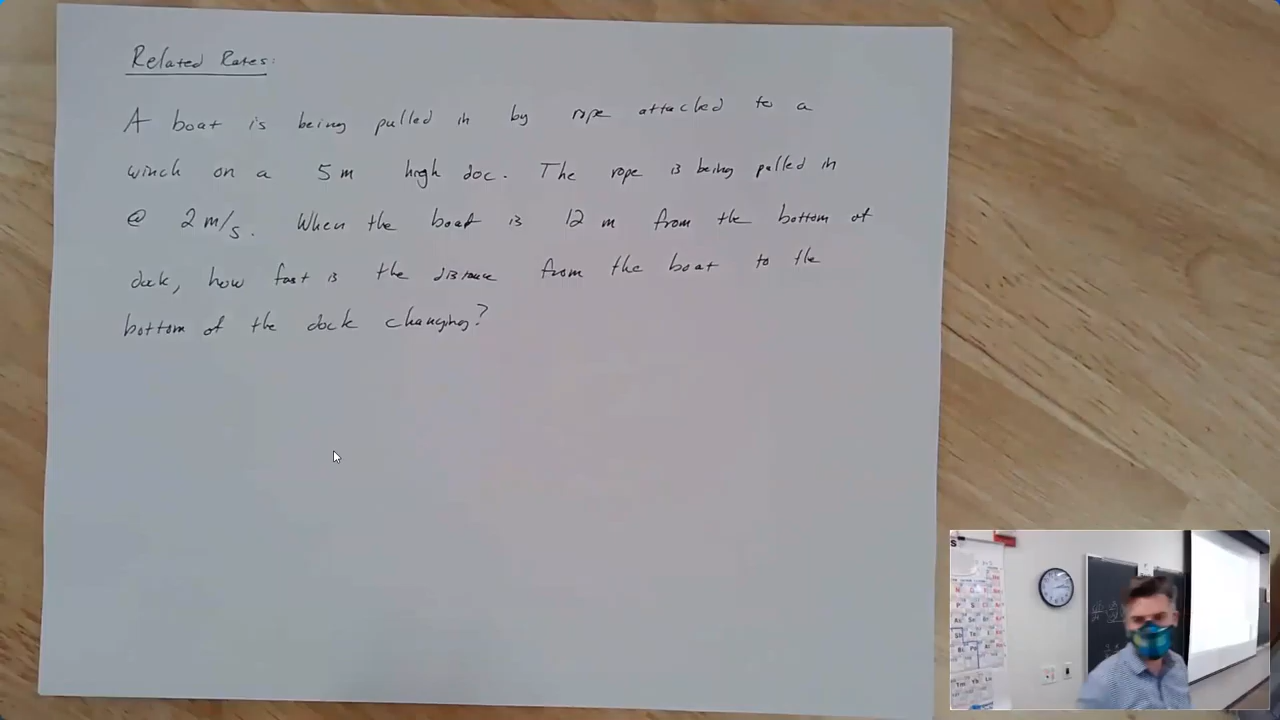 Related Rates:
A boat is being pulled in by rope attacked to a
winch on a 5 m high doc. The rope is being pulled in
@ 2 m/s. When the boat is 12 m from the bottom of
dock, how fast is the distance from the boat to the
bottom of the dock changing?